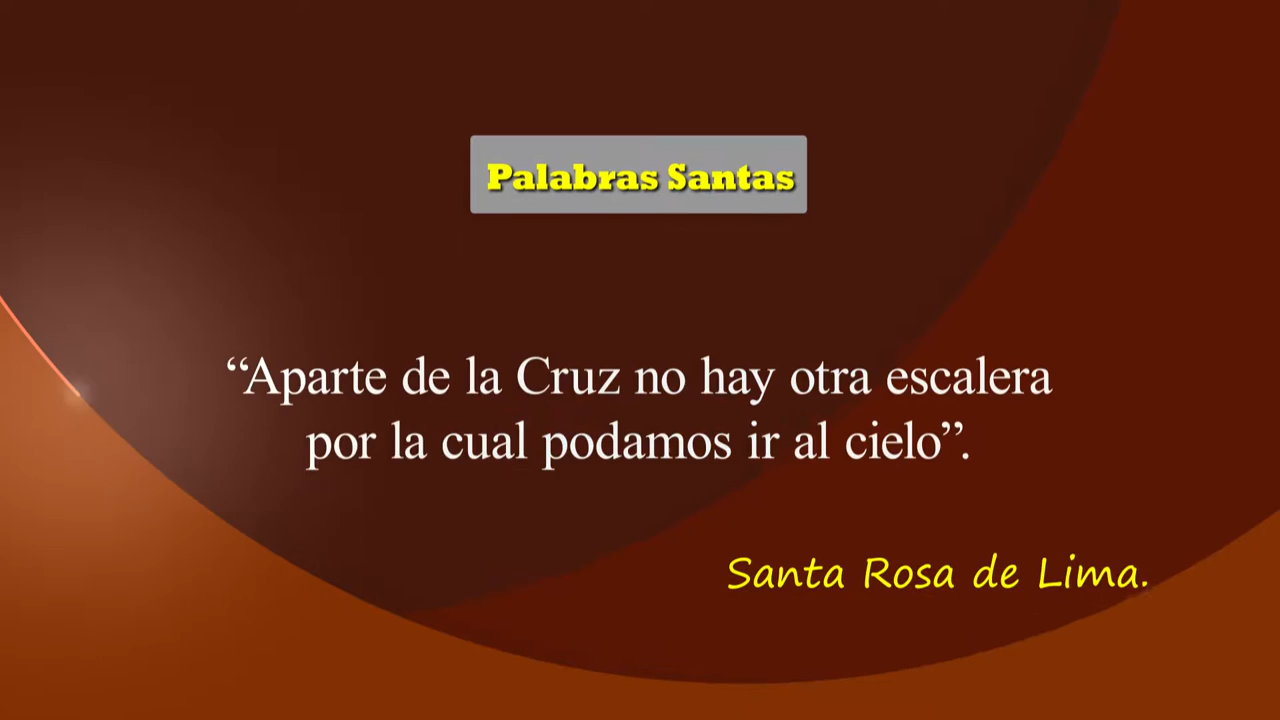 Palabras Santas
“Aparte de la Cruz no hay otra escalera
por la cual podamos ir al cielo”.
Santa Rosa de Lima.